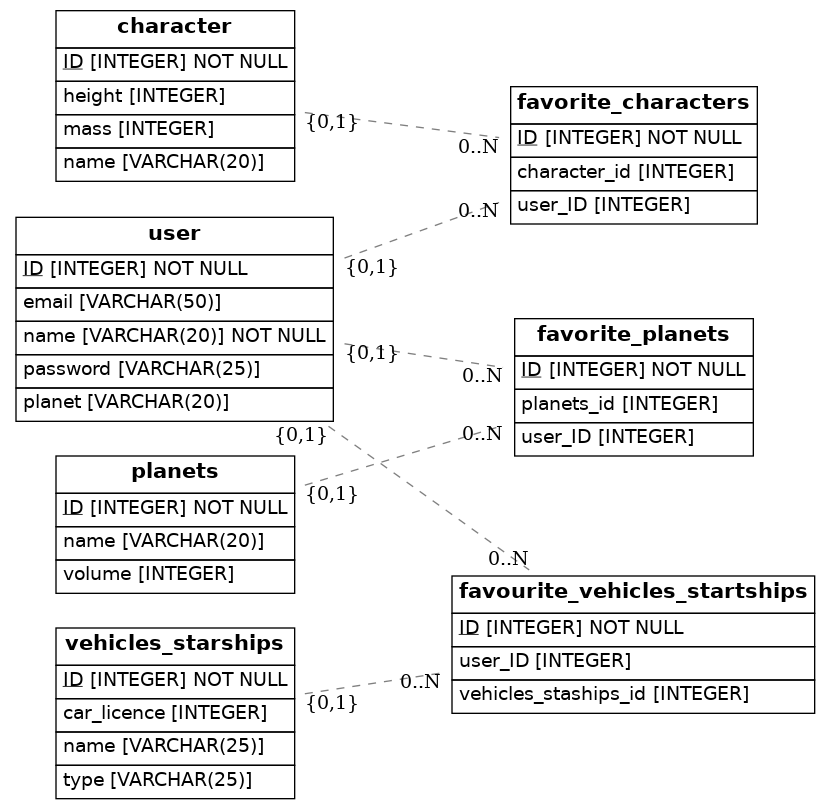 character
ID [INTEGER] NOT NULL
height [INTEGER]
mass [INTEGER]
name [VARCHAR(20)]
{0,1}
0..N
favorite_characters
ID [INTEGER] NOT NULL
character_id [INTEGER]
user_ID [INTEGER]
0..N
{0,1}
user
ID [INTEGER] NOT NULL
email [VARCHAR(50)]
name [VARCHAR(20)] NOT NULL
password [VARCHAR(25)]
planet [VARCHAR(20)]
{0,1}
0..N
favorite_planets
ID [INTEGER] NOT NULL
planets_id [INTEGER]
user_ID [INTEGER]
0..N
{0,1}
{0,1}
planets
ID [INTEGER] NOT NULL
name [VARCHAR(20)]
volume [INTEGER]
0..N
favourite_vehicles_startships
ID [INTEGER] NOT NULL
user_ID [INTEGER]
vehicles_staships_id [INTEGER]
0..N
{0,1}
vehicles_starships
ID [INTEGER] NOT NULL
car_licence [INTEGER]
name [VARCHAR(25)]
type [VARCHAR(25)]